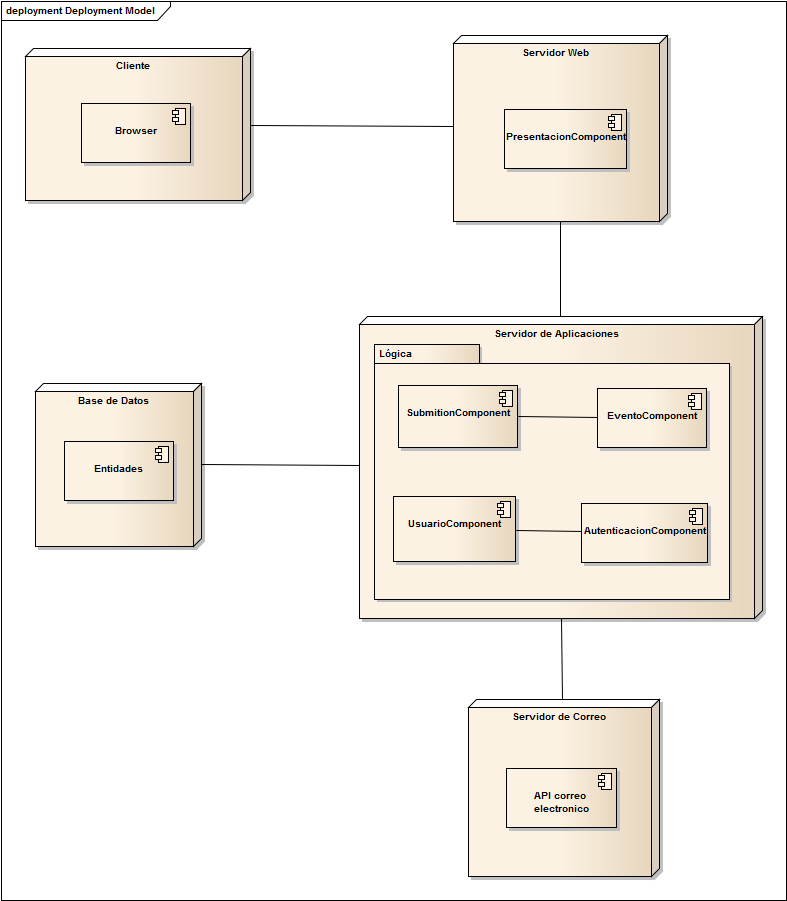 deployment Deployment Model
Cliente
Browser
Servidor Web
PresentacionComponent
Servidor de Aplicaciones
Lógica
SubmitionComponent
EventoComponent
UsuarioComponent
AutenticacionComponent
Base de Datos
Entidades
Servidor de Correo
API correo
electronico